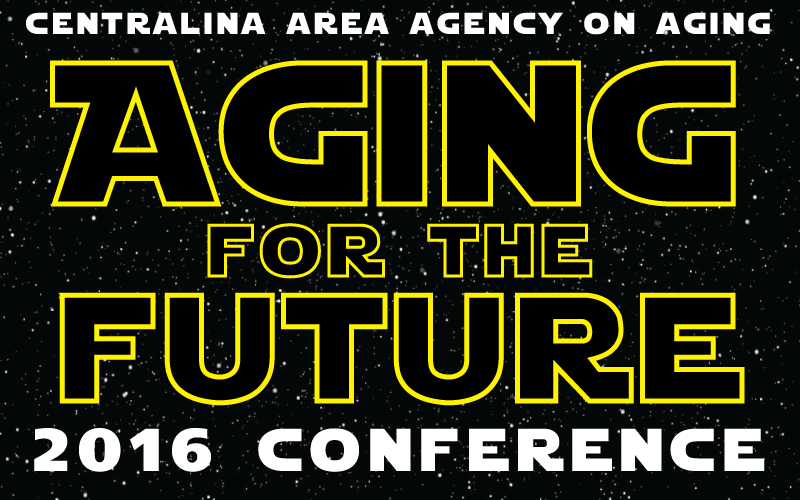 CENTRALINA AREA AGENCY ON AGING
AGING
FOR THE
FUTURE
2016 CONFERENCE